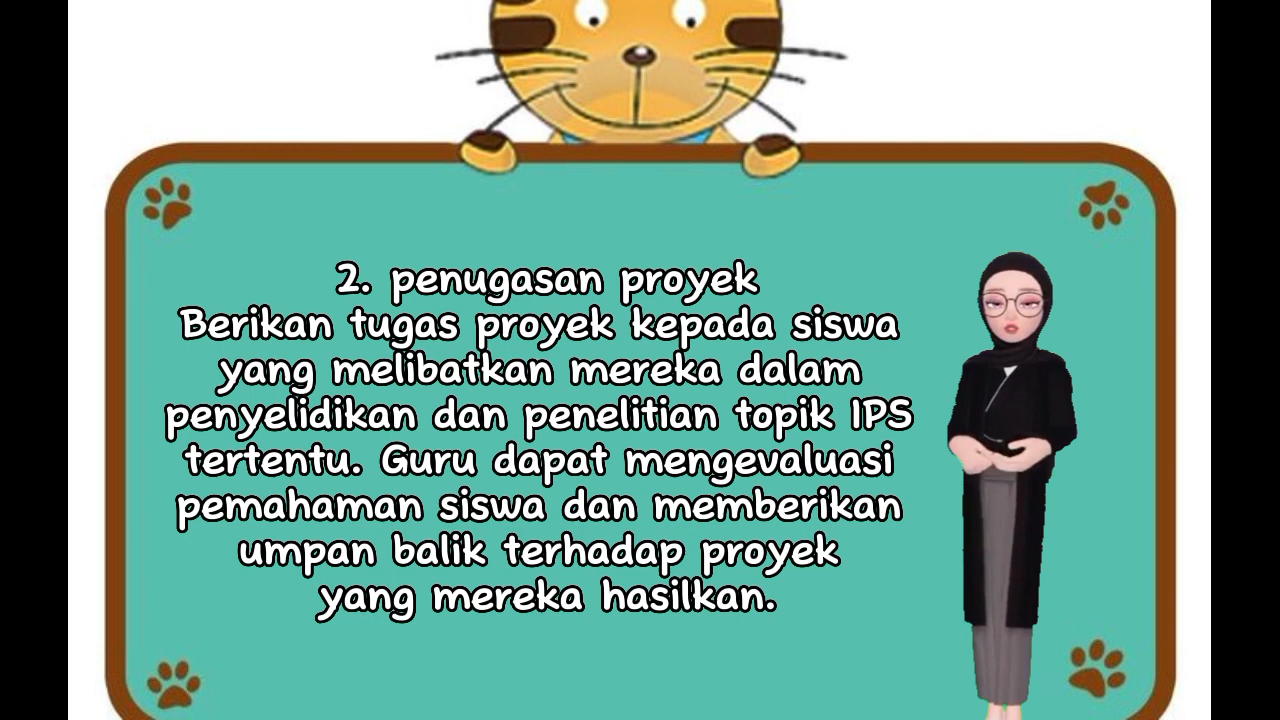 2. penugasan proyek
Berikan tugas proyek kepada siswa
yang melibatkan mereka dalam
penyelidikan dan penelitian topik IPS
tertentu. Guru dapat mengevaluasi
pemahaman siswa dan memberikan
umpan balik terhadap proyek
yang mereka hasilkan.